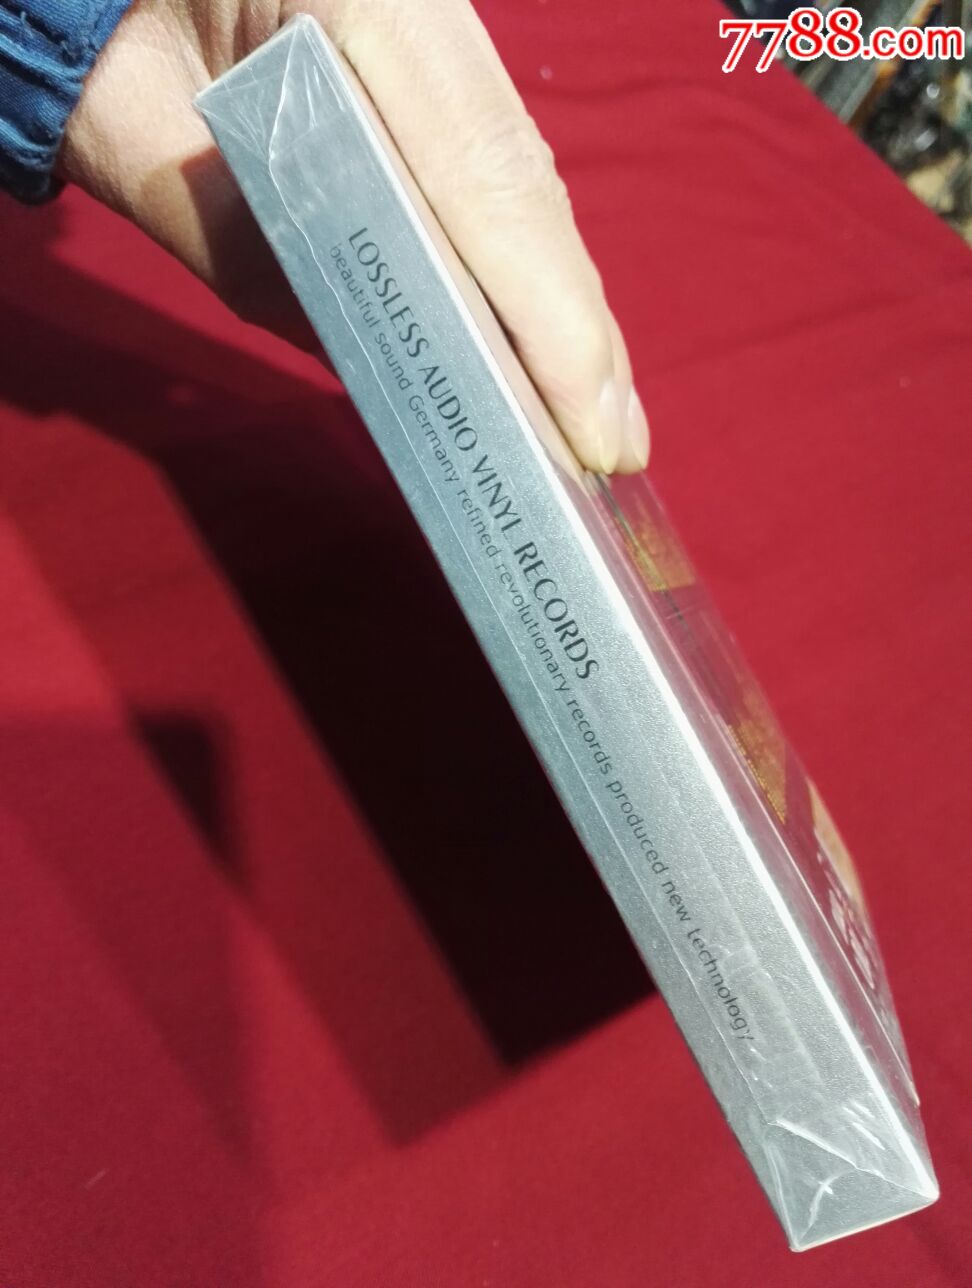 7788.com
LOSSLESS AUDIO VINYL RECORDS
beautiful sound Germany refined revolutionary records produced new technology